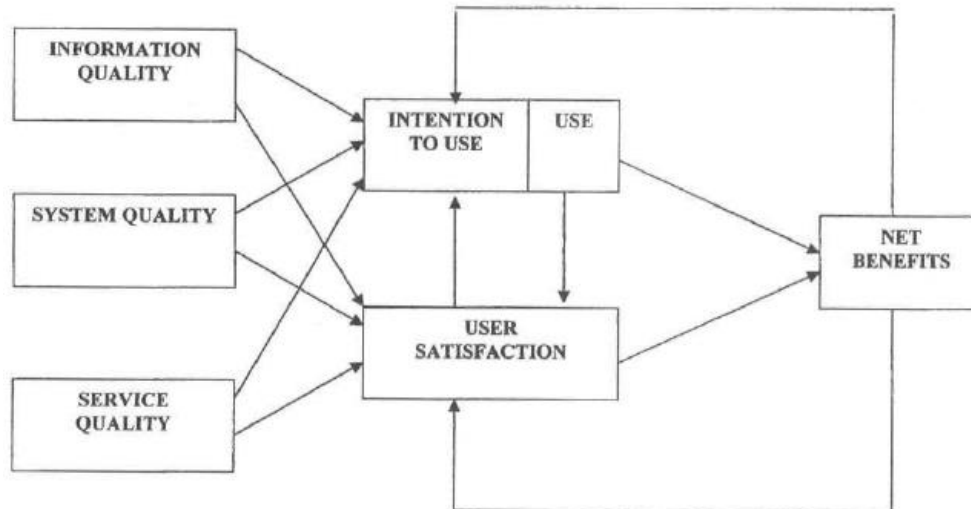 INFORMATION
QUALITY
INTENTION
TO USE
USE
SYSTEM QUALITY
NET
BENEFITS
USER
SATISFACTION
SERVICE
QUALITY